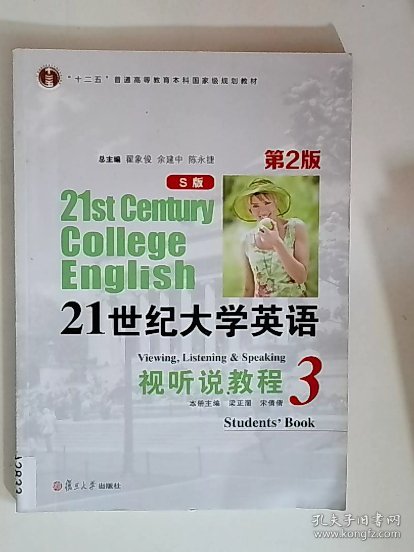 "十二五"普通高等教育本科国家级规划教材
总主编 翟象俊 余建中 陈永捷
第2版
S版
21st Century
College
English
21世纪大学英语
Viewing, Listening & Speaking
视听说教程 3
本册主编 梁正溜 宋倩倩
Students' Book
复旦大学出版社
孔夫子旧书网